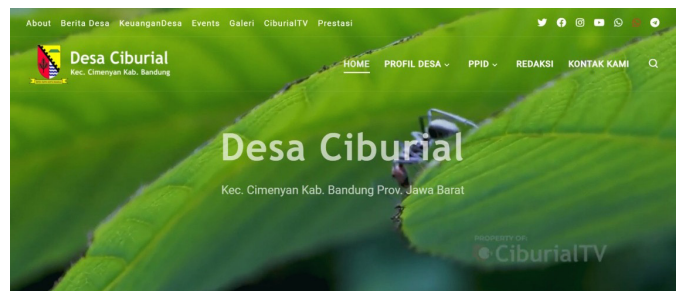 About Berita Desa KeuanganDesa Events Galeri CiburialTV Prestasi
Desa Ciburial
Kec. Cimenyan Kab. Bandung
HOME PROFIL DESA PPID REDAKSI KONTAK KAMI
Desa Ciburial
Kec. Cimenyan Kab. Bandung Prov. Jawa Barat
PROPERTY OF:
CiburialTV